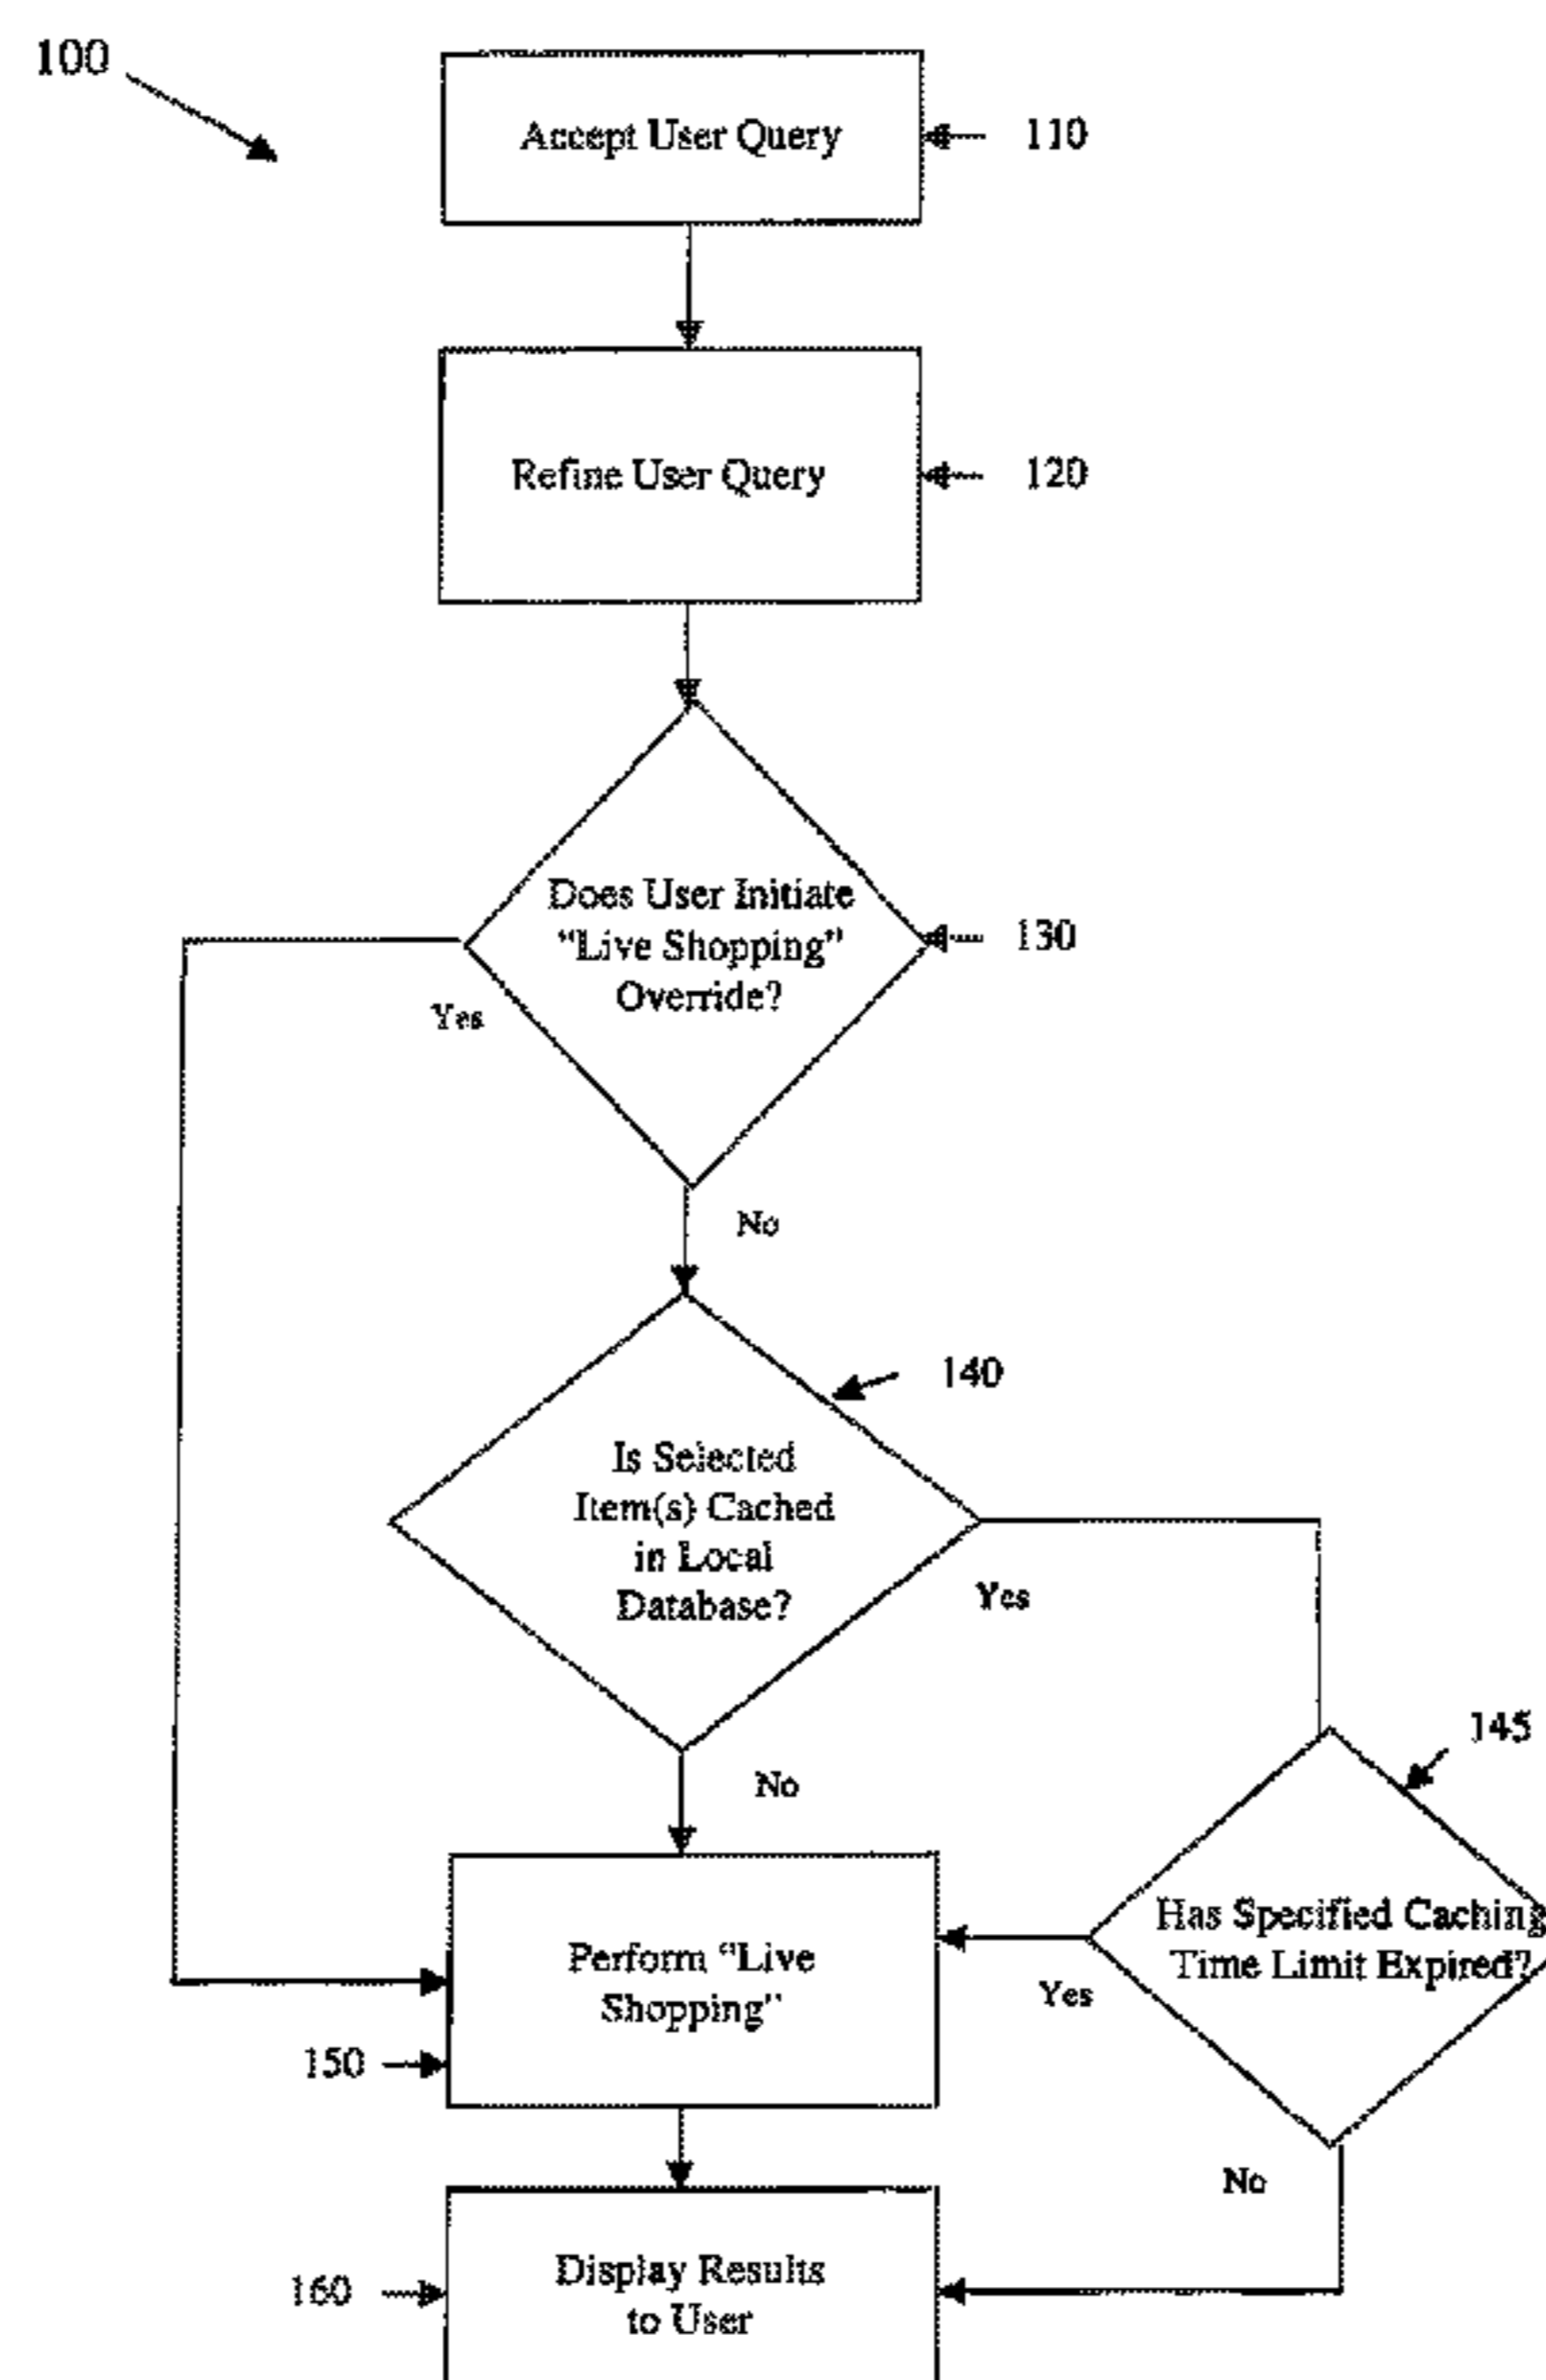 100
Accept User Query
110
Refine User Query
120
Does User Initiate
“Live Shopping”
Override?
130
Yes
No
140
Is Selected
Item(s) Cached
in Local
Database?
Yes
No
145
Has Specified Caching
Time Limit Expired?
Yes
Perform “Live
Shopping”
150
No
Display Results
to User
160